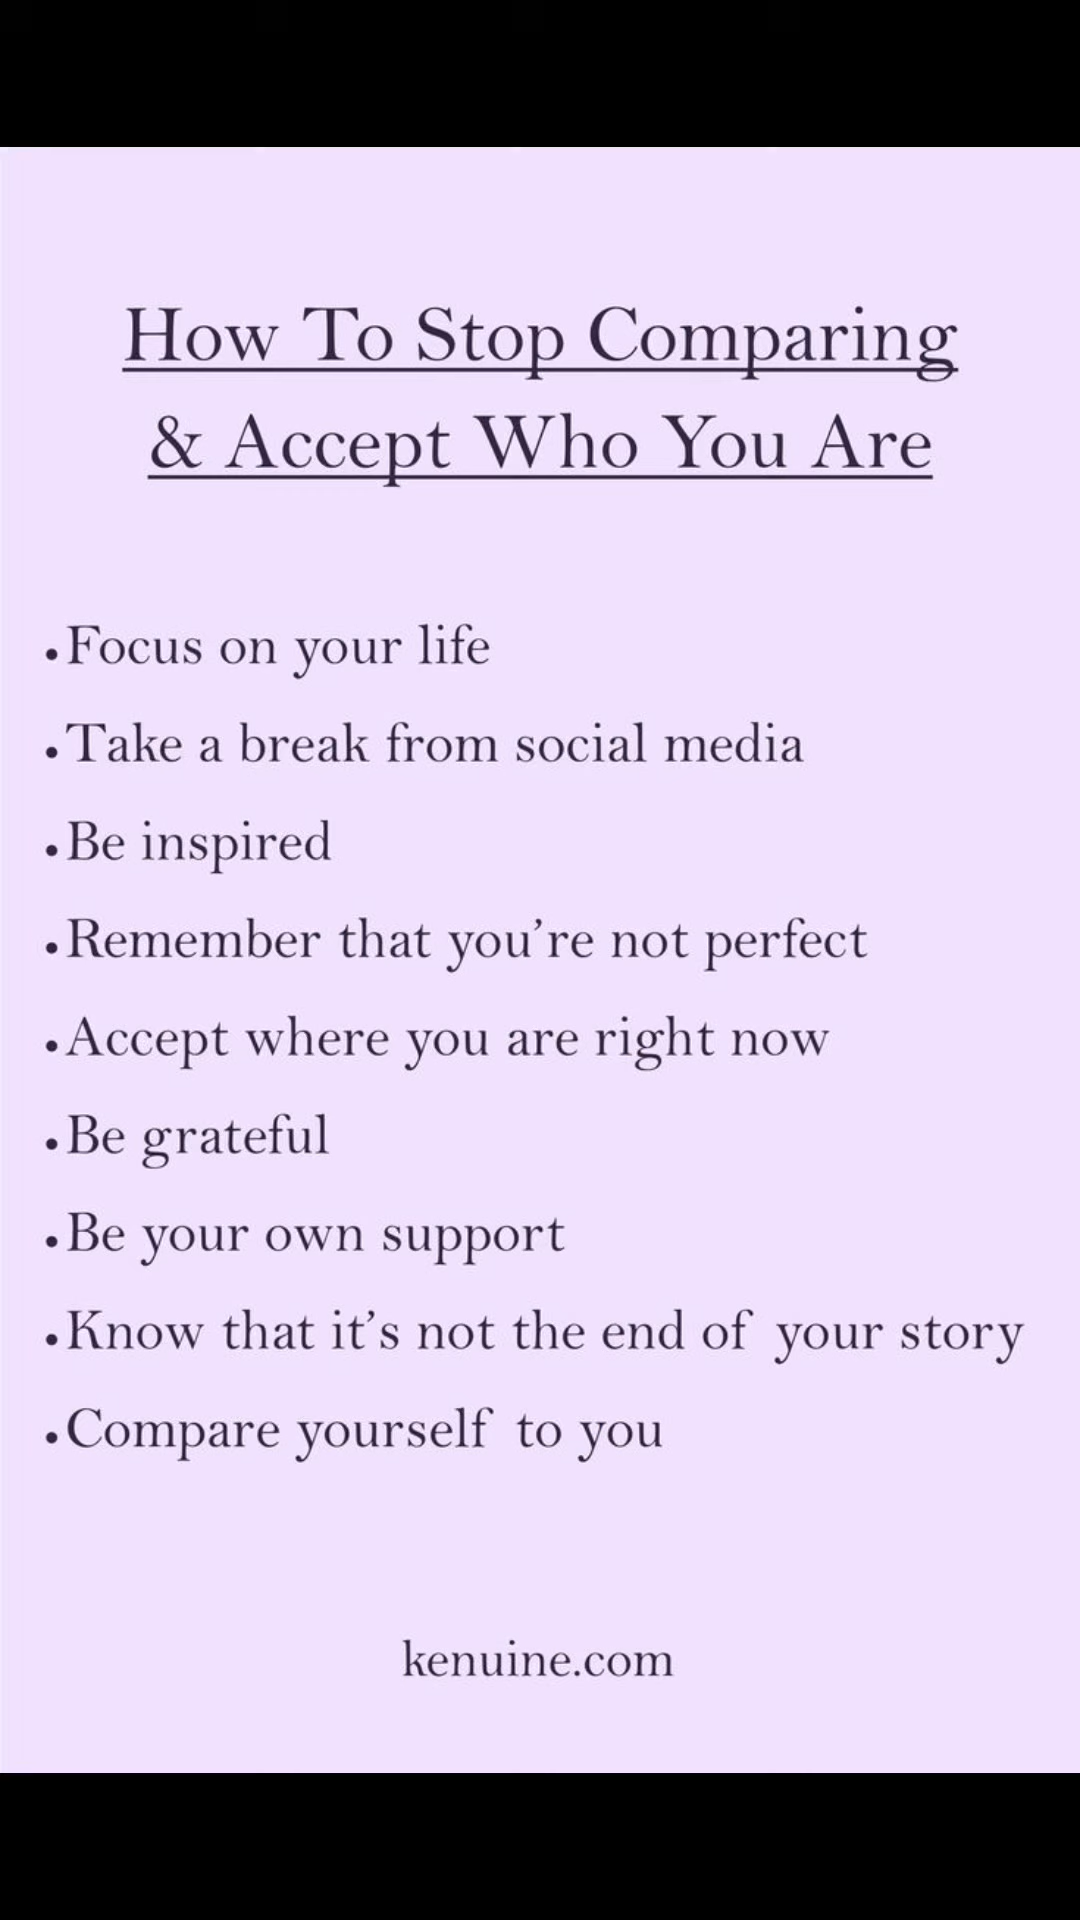 How To Stop Comparing
& Accept Who You Are
•Focus on your life
•Take a break from social media
•Be inspired
•Remember that you’re not perfect
•Accept where you are right now
•Be grateful
•Be your own support
•Know that it’s not the end of your story
•Compare yourself to you
kenuine.com